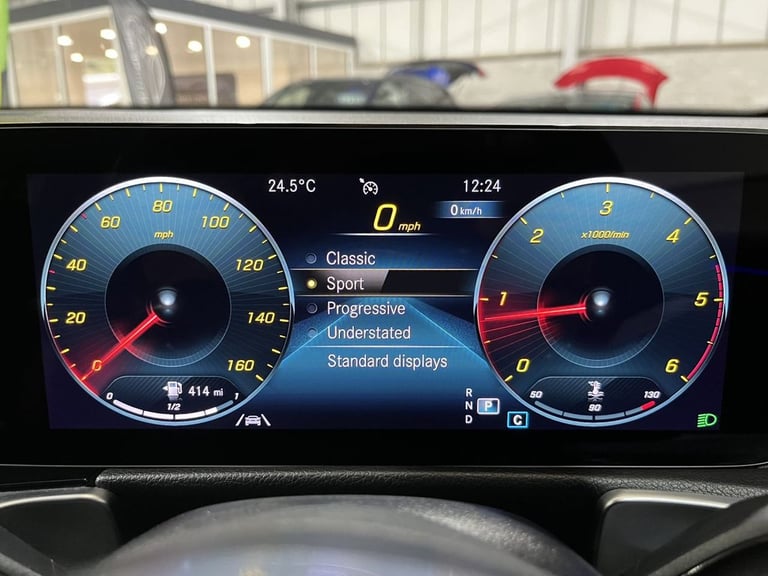 24.5°C 12:24
0 mph 0 km/h
Classic
Sport
Progressive
Understated
Standard displays
0 20 40 60 80 100 120 140 160
mph
414 mi
0 1/2 1
0 1 2 3 4 5 6
x1000/min
50 90 130
R
N P
D
C